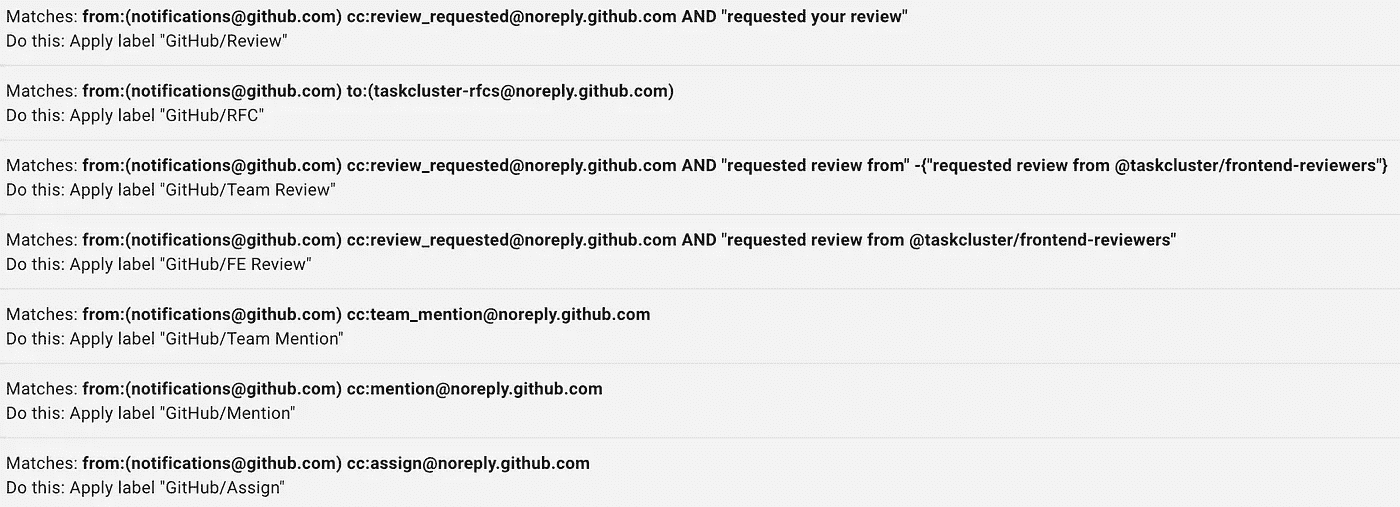 Matches: from:(notifications@github.com) cc:review_requested@noreply.github.com AND "requested your review"
Do this: Apply label "GitHub/Review"
Matches: from:(notifications@github.com) to:(taskcluster-rfcs@noreply.github.com)
Do this: Apply label "GitHub/RFC"
Matches: from:(notifications@github.com) cc:review_requested@noreply.github.com AND "requested review from" -{"requested review from @taskcluster/frontend-reviewers"}
Do this: Apply label "GitHub/Team Review"
Matches: from:(notifications@github.com) cc:review_requested@noreply.github.com AND "requested review from @taskcluster/frontend-reviewers"
Do this: Apply label "GitHub/FE Review"
Matches: from:(notifications@github.com) cc:team_mention@noreply.github.com
Do this: Apply label "GitHub/Team Mention"
Matches: from:(notifications@github.com) cc:mention@noreply.github.com
Do this: Apply label "GitHub/Mention"
Matches: from:(notifications@github.com) cc:assign@noreply.github.com
Do this: Apply label "GitHub/Assign"